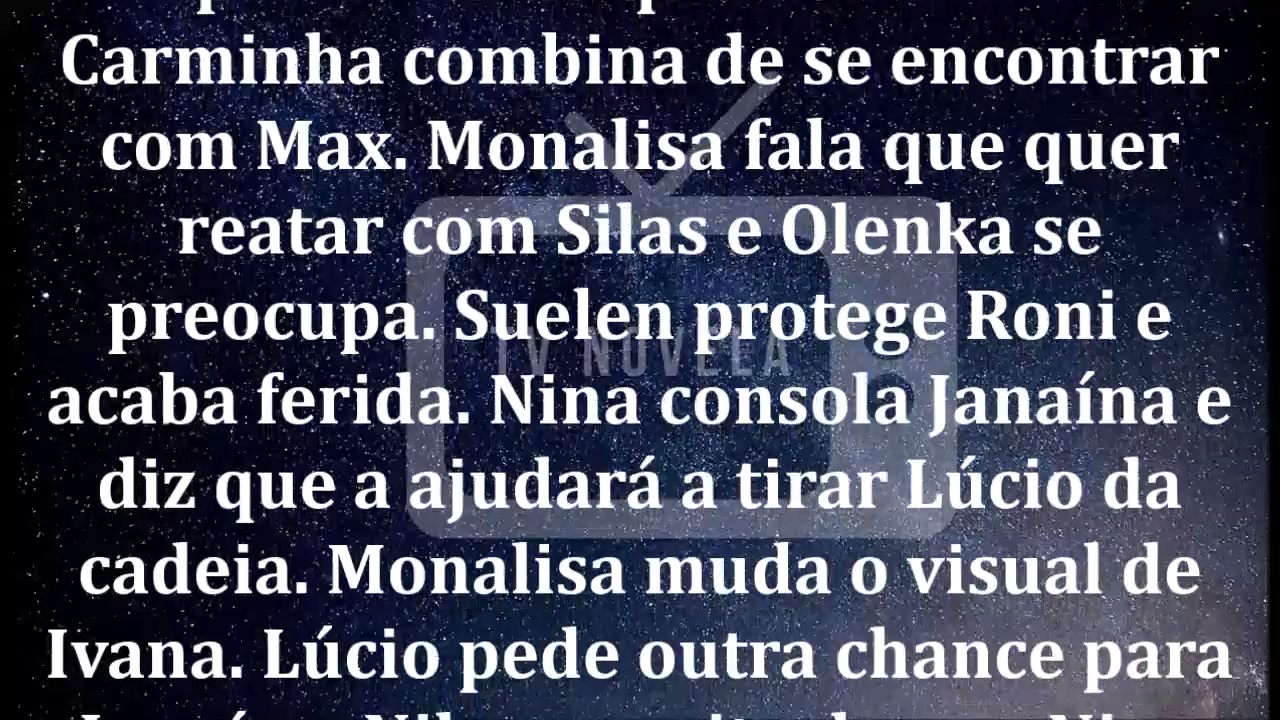 Carminha combina de se encontrar
com Max. Monalisa fala que quer
reatar com Silas e Olenka se
preocupa. Suelen protege Roni e
TV NOVELA
acaba ferida. Nina consola Janaína e
diz que a ajudará a tirar Lúcio da
cadeia. Monalisa muda o visual de
Ivana. Lúcio pede outra chance para